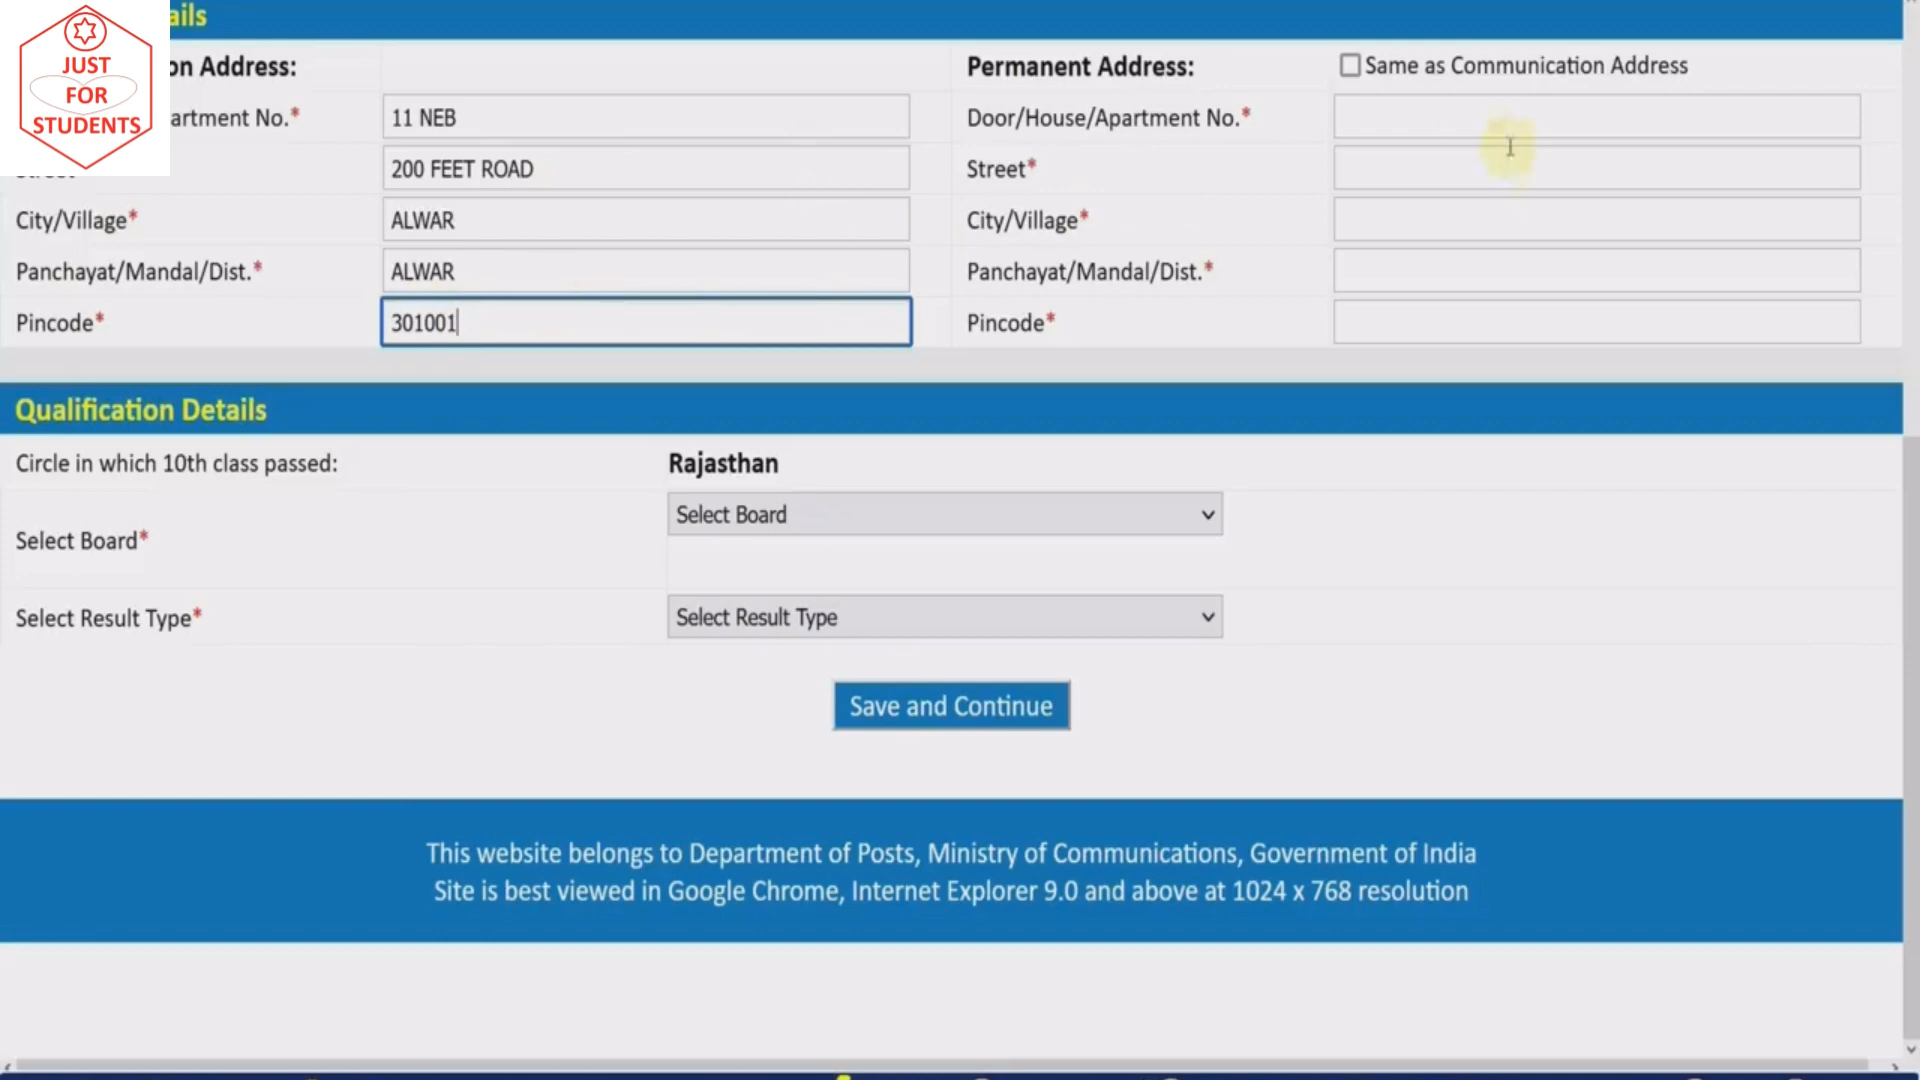 ails
JUST
FOR
STUDENTS
on Address:
Permanent Address:
Same as Communication Address
artment No.*
11 NEB
Door/House/Apartment No.*
200 FEET ROAD
Street*
City/Village*
ALWAR
City/Village*
Panchayat/Mandal/Dist.*
ALWAR
Panchayat/Mandal/Dist.*
Pincode*
301001
Pincode*
Qualification Details
Circle in which 10th class passed:
Rajasthan
Select Board*
Select Board
Select Result Type*
Select Result Type
Save and Continue
This website belongs to Department of Posts, Ministry of Communications, Government of India
Site is best viewed in Google Chrome, Internet Explorer 9.0 and above at 1024 x 768 resolution